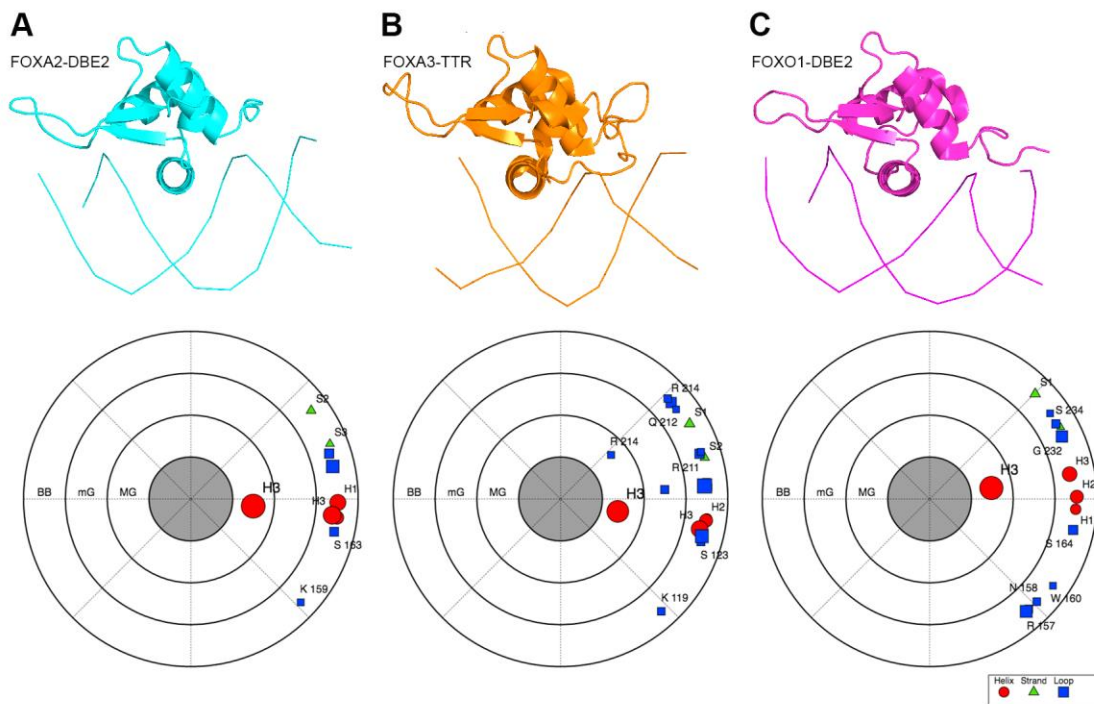 A
FOXA2-DBE2
B
FOXA3-TTR
C
FOXO1-DBE2
BB mG MG
S2
S3
H3
H1
H3
S 163
K 159
BB mG MG
R 214
Q 212
S1
R 214
S2
R 211
H3
H2
H3
S 123
K 119
BB mG MG
S1
S 234
G 232
H3
H3
H2
H1
S 164
N 158
W 160
R 157
Helix Strand Loop